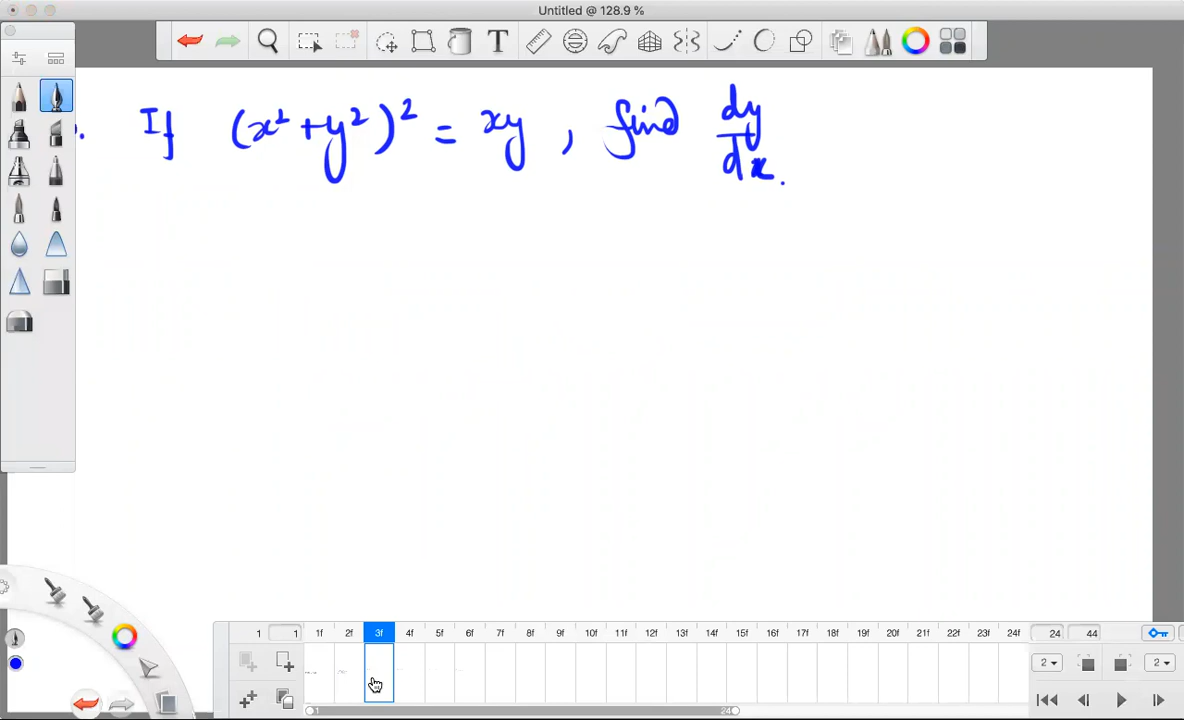 Untitled @ 128.9 %
. If (x² + y²)² = xy , find dy/dx.
1 1 1f 2f 3f 4f 5f 6f 7f 8f 9f 10f 11f 12f 13f 14f 15f 16f 17f 18f 19f 20f 21f 22f 23f 24f 24 44
2 2
1 24